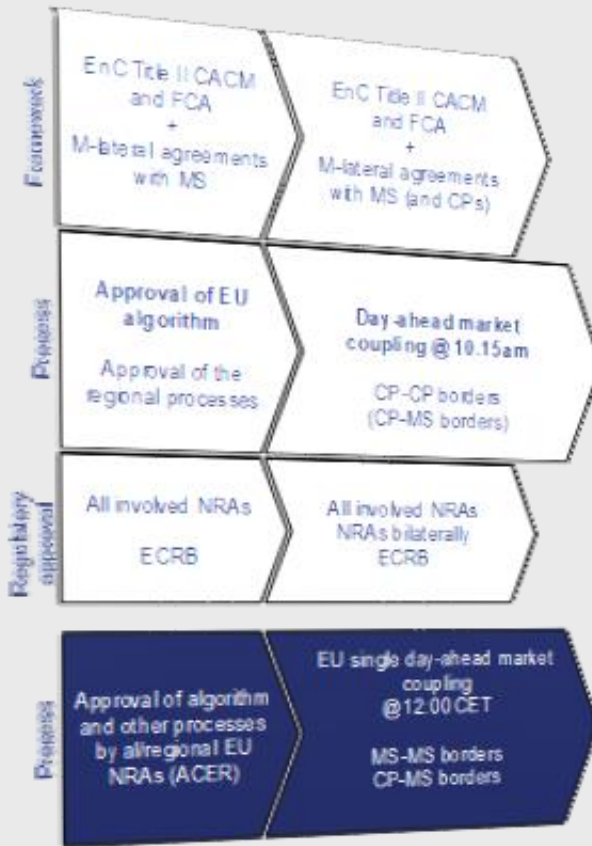 Framework
EnC Title II CACM
and FCA
+
M-lateral agreements
with MS
EnC Title II CACM
and FCA
+
M-lateral agreements
with MS (and CPs)
Process
Approval of EU
algorithm
Approval of the
regional processes
Day-ahead market
coupling @ 10.15am
CP-CP borders
(CP-MS borders)
Regulatory
approval
All involved NRAs
ECRB
All involved NRAs
NRAs bilaterally
ECRB
Process
Approval of algorithm
and other processes
by all/regional EU
NRAs (ACER)
EU single day-ahead market
coupling
@12.00 CET
MS-MS borders
CP-MS borders